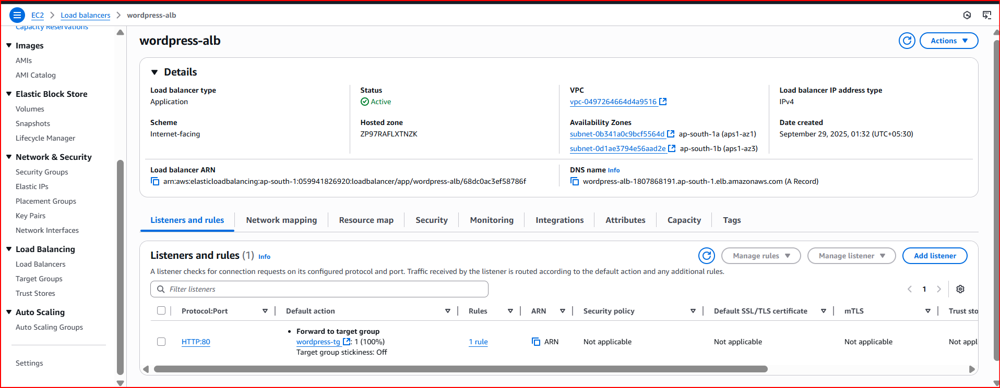 EC2 > Load balancers > wordpress-alb
Capacity Reservations
Images
AMIs
AMI Catalog
Elastic Block Store
Volumes
Snapshots
Lifecycle Manager
Network & Security
Security Groups
Elastic IPs
Placement Groups
Key Pairs
Network Interfaces
Load Balancing
Load Balancers
Target Groups
Trust Stores
Auto Scaling
Auto Scaling Groups
Settings
wordpress-alb
Actions
Details
Load balancer type
Application
Status
Active
VPC
vpc-0497264664d4a9516
Load balancer IP address type
IPv4
Scheme
Internet-facing
Hosted zone
ZP97RAFLXTNZK
Availability Zones
subnet-0b341a0c9bcf5564d ap-south-1a (aps1-az1)
subnet-0d1ae3794e56aad2e ap-south-1b (aps1-az3)
Date created
September 29, 2025, 01:32 (UTC+05:30)
Load balancer ARN
arn:aws:elasticloadbalancing:ap-south-1:059941826920:loadbalancer/app/wordpress-alb/68dc0ac3ef58786f
DNS name Info
wordpress-alb-1807868191.ap-south-1.elb.amazonaws.com (A Record)
Listeners and rules Network mapping Resource map Security Monitoring Integrations Attributes Capacity Tags
Listeners and rules (1) Info
Manage rules Manage listener Add listener
A listener checks for connection requests on its configured protocol and port. Traffic received by the listener is routed according to the default action and any additional rules.
Filter listeners
1
Protocol:Port Default action Rules ARN Security policy Default SSL/TLS certificate mTLS Trust sto
HTTP:80
• Forward to target group
wordpress-tg : 1 (100%)
Target group stickiness: Off
1 rule
ARN
Not applicable
Not applicable
Not applicable
Not appl